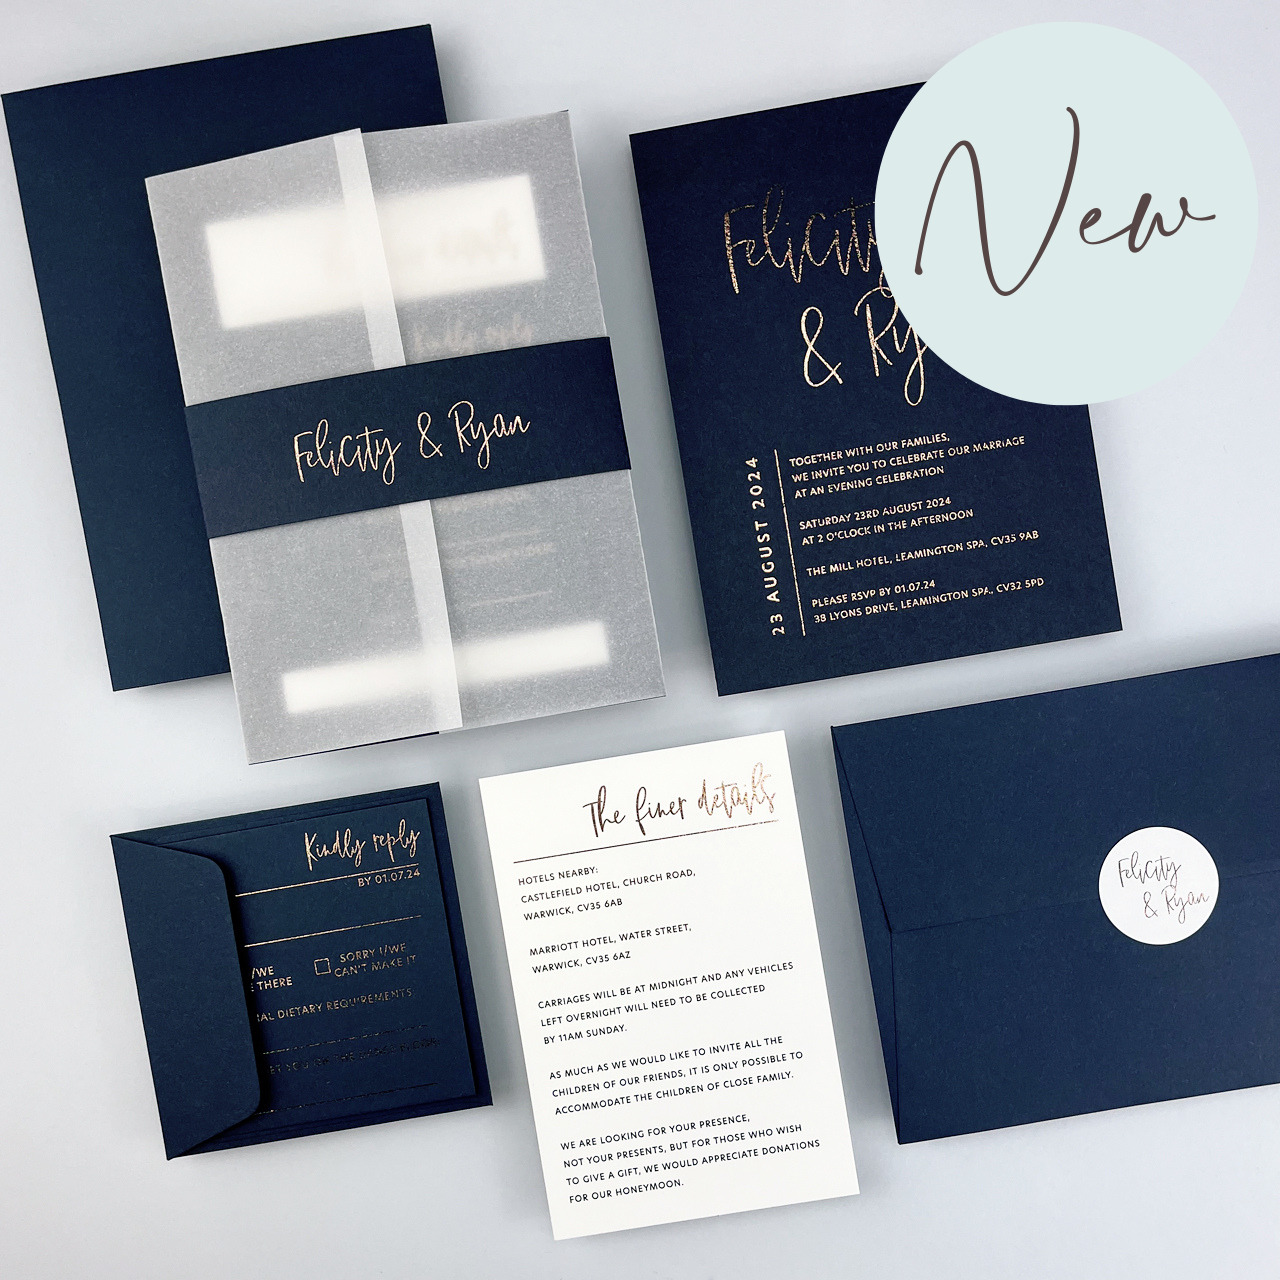 New
Felicity
& Ry
TOGETHER WITH OUR FAMILIES,
WE INVITE YOU TO CELEBRATE OUR MARRIAGE
AT AN EVENING CELEBRATION
SATURDAY 23RD AUGUST 2024
AT 2 O'CLOCK IN THE AFTERNOON
THE MILL HOTEL, LEAMINGTON SPA, CV35 9AB
PLEASE RSVP BY 01.07.24
38 LYONS DRIVE, LEAMINGTON SPA, CV32 5PD
23 AUGUST 2024
Kindly reply
Felicity & Ryan
Kindly reply
BY 01.07.24
/WE
E THERE
SORRY I/WE
CAN'T MAKE IT
IAL DIETARY REQUIREMENTS
The finer details
HOTELS NEARBY:
CASTLEFIELD HOTEL, CHURCH ROAD,
WARWICK, CV35 6AB
MARRIOTT HOTEL, WATER STREET,
WARWICK, CV35 6AZ
CARRIAGES WILL BE AT MIDNIGHT AND ANY VEHICLES
LEFT OVERNIGHT WILL NEED TO BE COLLECTED
BY 11AM SUNDAY.
AS MUCH AS WE WOULD LIKE TO INVITE ALL THE
CHILDREN OF OUR FRIENDS, IT IS ONLY POSSIBLE TO
ACCOMMODATE THE CHILDREN OF CLOSE FAMILY.
WE ARE LOOKING FOR YOUR PRESENCE,
NOT YOUR PRESENTS, BUT FOR THOSE WHO WISH
TO GIVE A GIFT, WE WOULD APPRECIATE DONATIONS
FOR OUR HONEYMOON.
Felicity
& Ryan